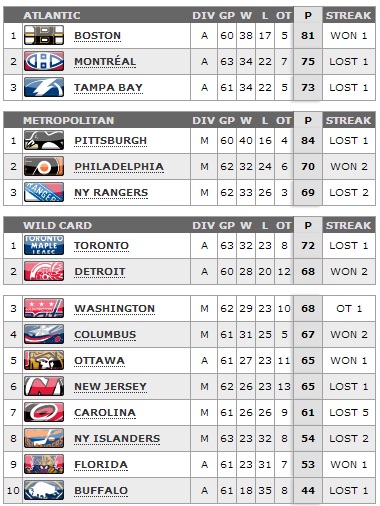 ATLANTIC DIV GP W L OT P STREAK
1 BOSTON A 60 38 17 5 81 WON 1
2 MONTRÉAL A 63 34 22 7 75 LOST 1
3 TAMPA BAY A 61 34 22 5 73 LOST 1
METROPOLITAN DIV GP W L OT P STREAK
1 PITTSBURGH M 60 40 16 4 84 LOST 1
2 PHILADELPHIA M 62 32 24 6 70 WON 2
3 RANGERS NY RANGERS M 62 33 26 3 69 LOST 2
WILD CARD DIV GP W L OT P STREAK
1 TORONTO MAPLE LEAFS TORONTO A 63 32 23 8 72 LOST 1
2 DETROIT A 60 28 20 12 68 WON 2
3 WASHINGTON M 62 29 23 10 68 OT 1
4 COLUMBUS M 61 31 25 5 67 WON 2
5 OTTAWA A 61 27 23 11 65 WON 1
6 NEW JERSEY M 62 26 23 13 65 LOST 1
7 CAROLINA M 61 26 26 9 61 LOST 5
8 NY ISLANDERS M 63 23 32 8 54 LOST 2
9 FLORIDA A 61 23 31 7 53 WON 1
10 BUFFALO A 61 18 35 8 44 LOST 1